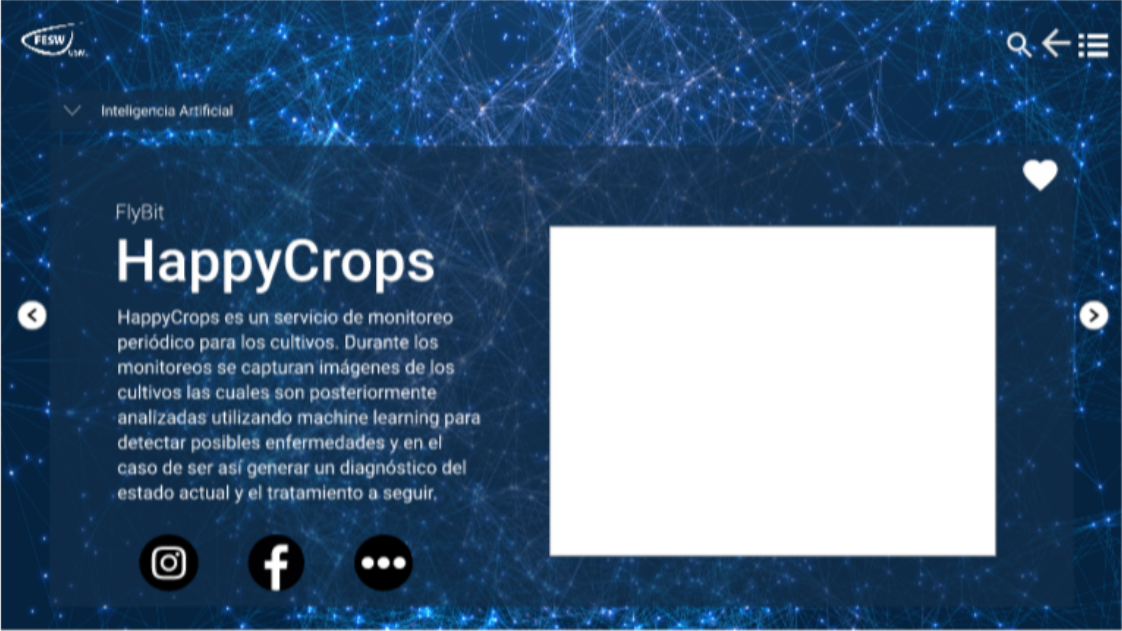 FESW
USM
Inteligencia Artificial
FlyBit
HappyCrops
HappyCrops es un servicio de monitoreo
periódico para los cultivos. Durante los
monitoreos se capturan imágenes de los
cultivos las cuales son posteriormente
analizadas utilizando machine learning para
detectar posibles enfermedades y en el
caso de ser así generar un diagnóstico del
estado actual y el tratamiento a seguir.